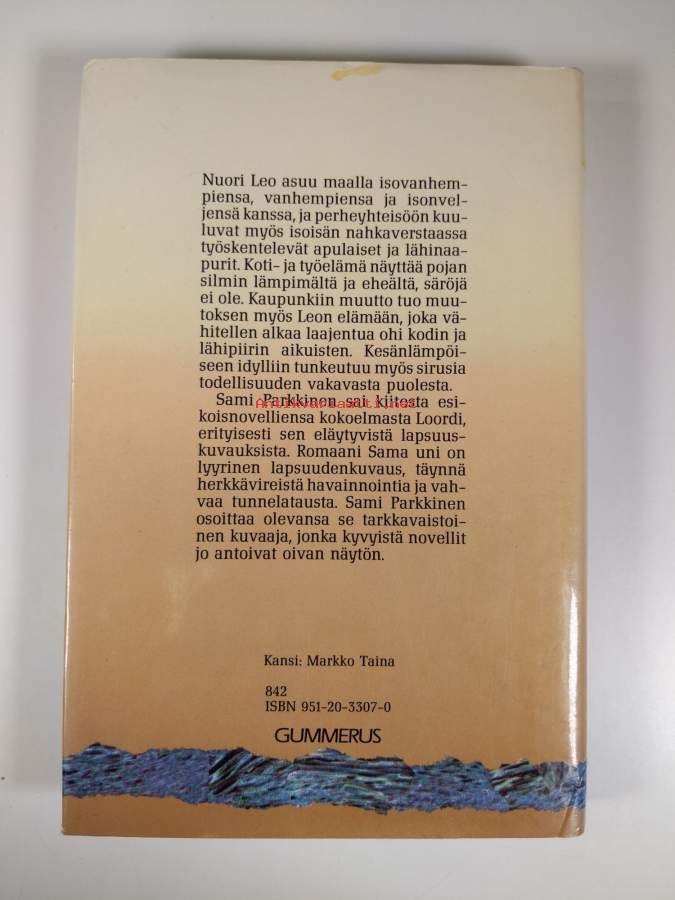 Nuori Leo asuu maalla isovanhem-
piensa, vanhempiensa ja isonvel-
jensä kanssa, ja perheyhteisöön kuu-
luvat myös isoisän nahkaverstaassa
työskentelevät apulaiset ja lähinaa-
purit. Koti- ja työelämä näyttää pojan
silmin lämpimältä ja eheältä, säröjä
ei ole. Kaupunkiin muutto tuo muu-
toksen myös Leon elämään, joka vä-
hitellen alkaa laajentua ohi kodin ja
lähipiirin aikuisten. Kesänlämpöi-
seen idylliin tunkeutuu myös sirusia
todellisuuden vakavasta puolesta.
Sami Parkkinen sai kiitesta esi-
Antikvariaatti.net
koisnovelliensa kokoelmasta Loordi,
erityisesti sen eläytyvistä lapsuus-
kuvauksista. Romaani Sama uni on
lyyrinen lapsuudenkuvaus, täynnä
herkkävireistä havainnointia ja vah-
vaa tunnelatausta. Sami Parkkinen
osoittaa olevansa se tarkkavaistoi-
nen kuvaaja, jonka kyvyistä novellit
jo antoivat oivan näytön.
Kansi: Markko Taina
842
ISBN 951-20-3307-0
GUMMERUS